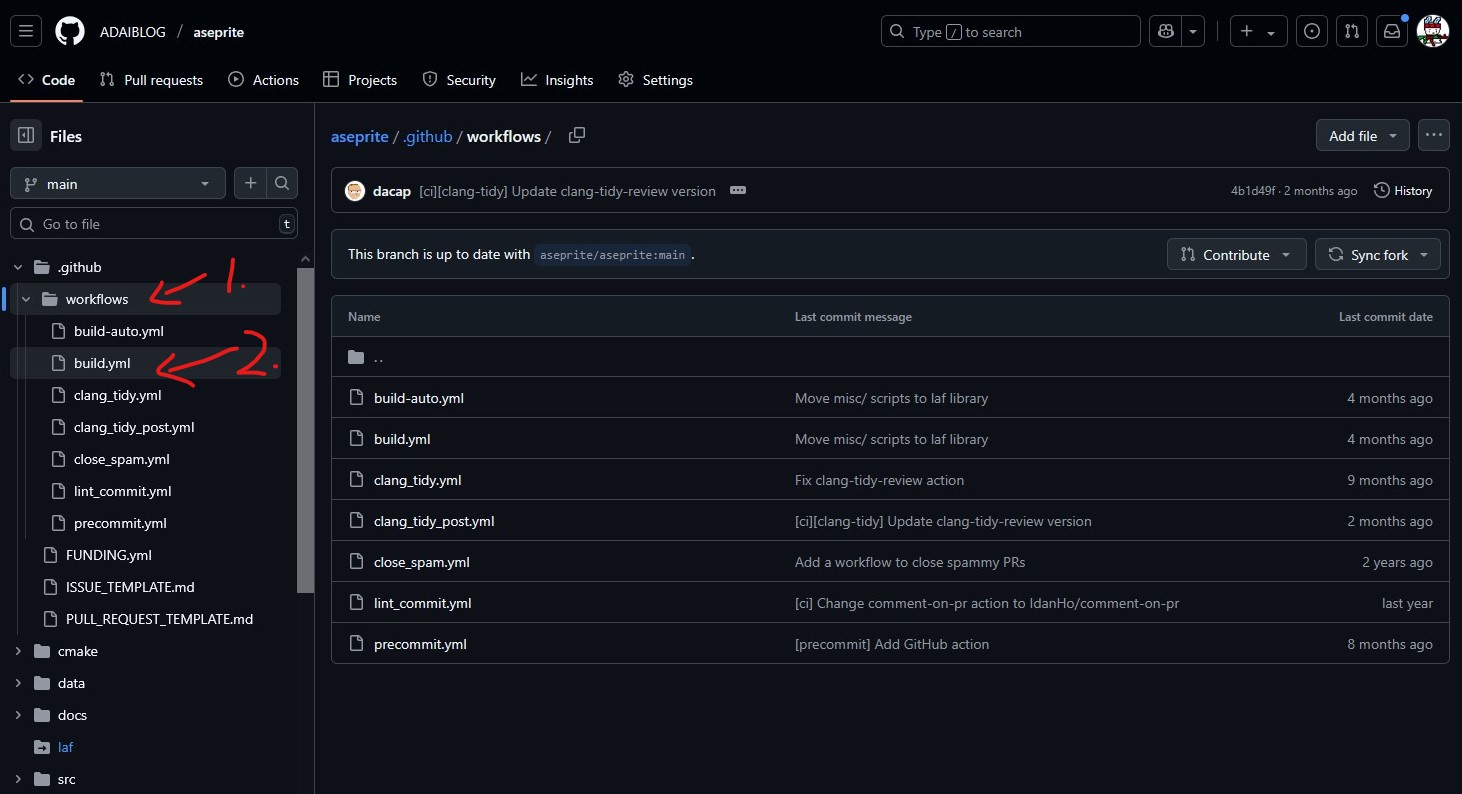 ADAIBLOG / aseprite
Type / to search
Code Pull requests Actions Projects Security Insights Settings
Files
main
Go to file t
.github
workflows 1.
build-auto.yml
build.yml 2.
clang_tidy.yml
clang_tidy_post.yml
close_spam.yml
lint_commit.yml
precommit.yml
FUNDING.yml
ISSUE_TEMPLATE.md
PULL_REQUEST_TEMPLATE.md
cmake
data
docs
laf
src
aseprite / .github / workflows /
Add file
dacap [ci][clang-tidy] Update clang-tidy-review version
4b1d49f · 2 months ago History
This branch is up to date with aseprite/aseprite:main .
Contribute Sync fork
Name Last commit message Last commit date
..
build-auto.yml Move misc/ scripts to laf library 4 months ago
build.yml Move misc/ scripts to laf library 4 months ago
clang_tidy.yml Fix clang-tidy-review action 9 months ago
clang_tidy_post.yml [ci][clang-tidy] Update clang-tidy-review version 2 months ago
close_spam.yml Add a workflow to close spammy PRs 2 years ago
lint_commit.yml [ci] Change comment-on-pr action to IdanHo/comment-on-pr last year
precommit.yml [precommit] Add GitHub action 8 months ago